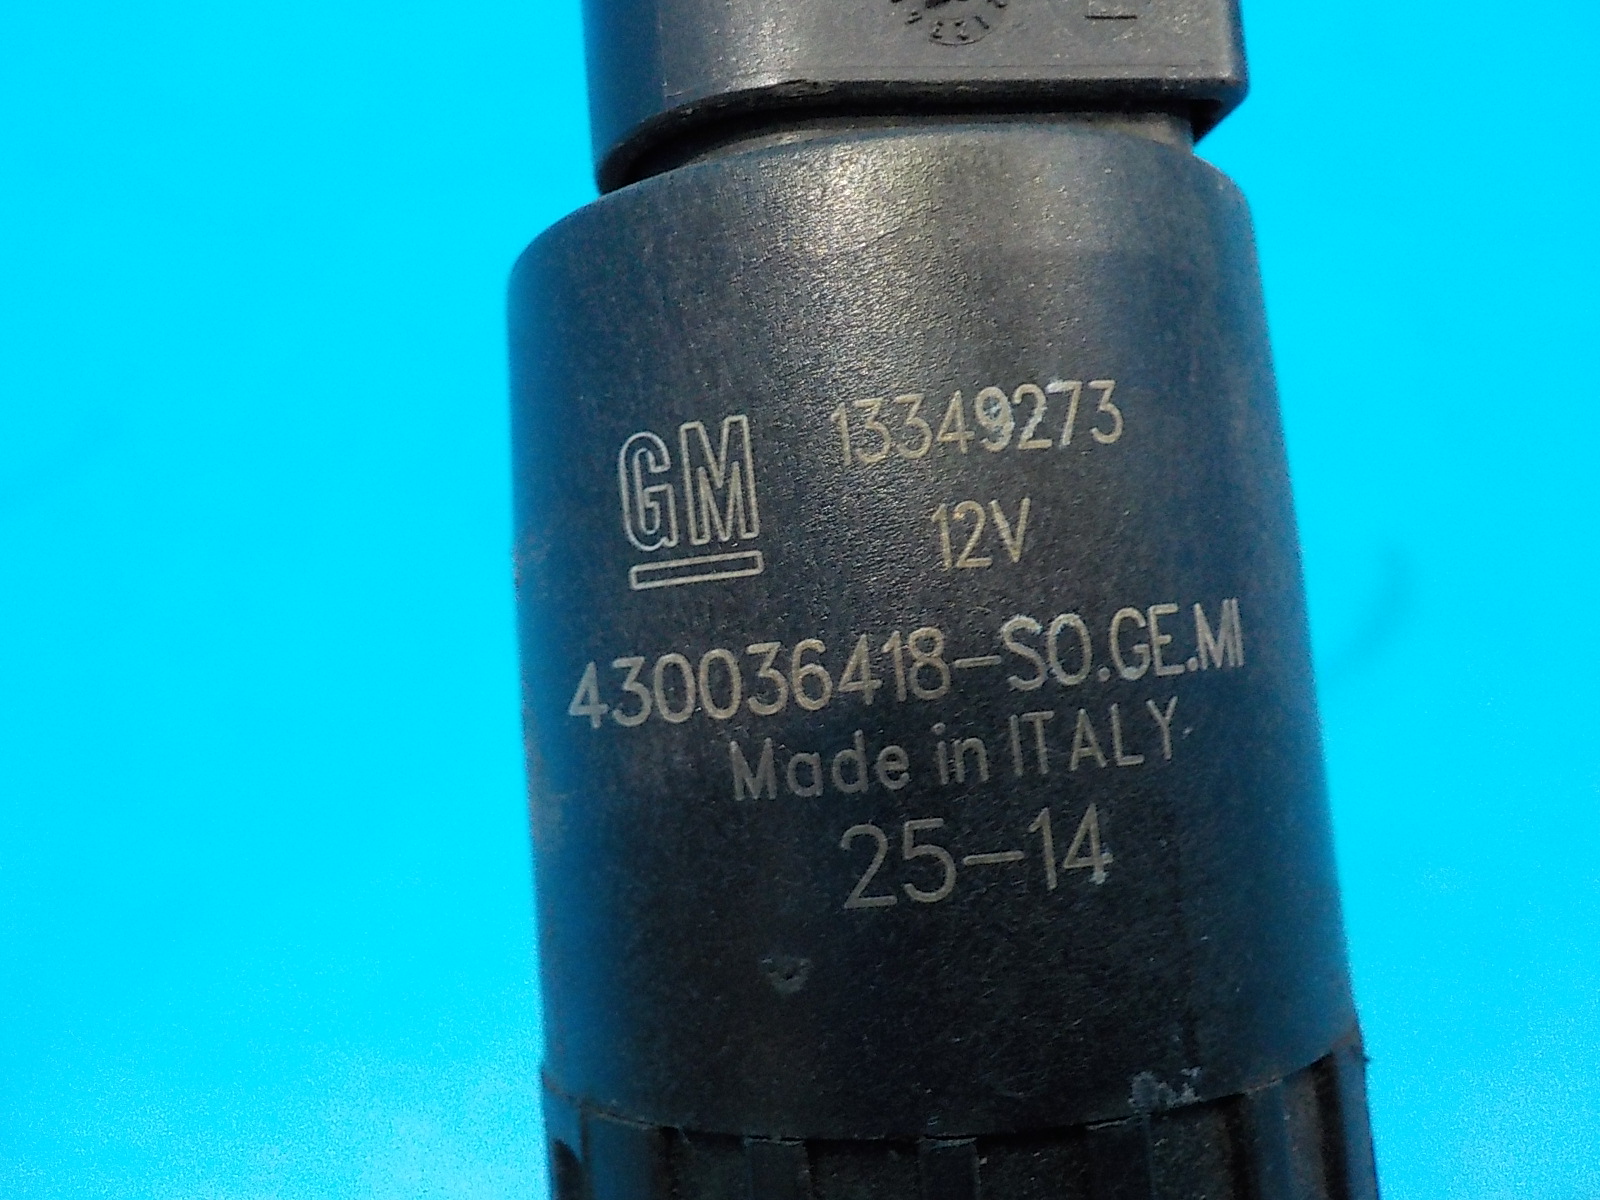 GM 13349273
12V
430036418-SO.GE.MI
Made in ITALY
25-14